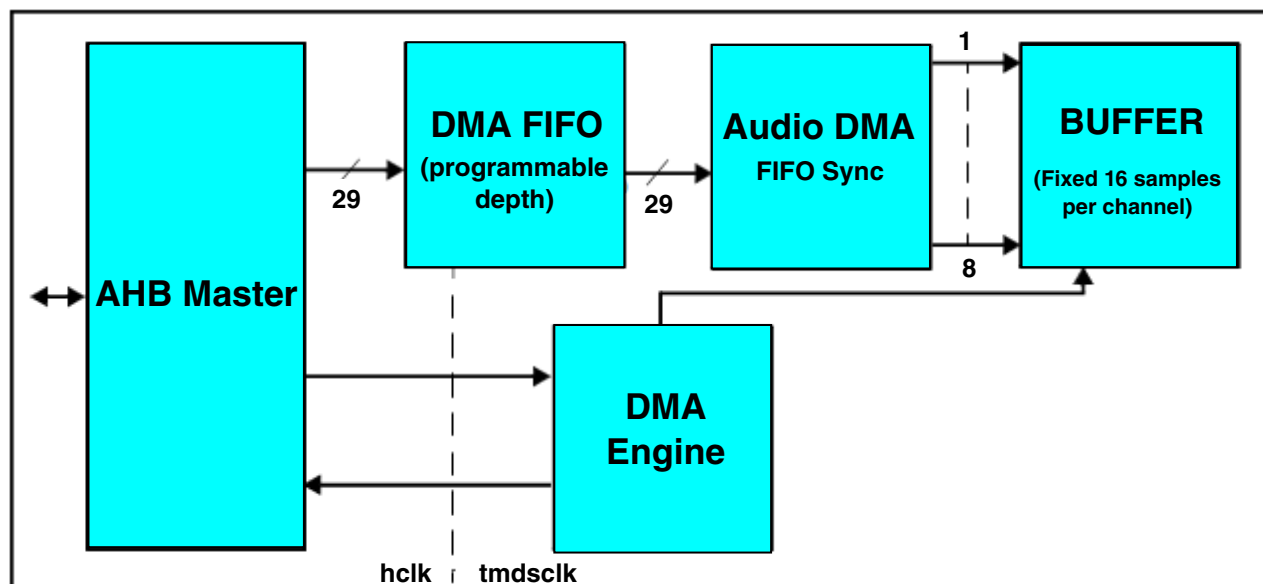 AHB Master
29
DMA FIFO
(programmable
depth)
29
Audio DMA
FIFO Sync
1
8
BUFFER
(Fixed 16 samples
per channel)
DMA
Engine
hclk
tmdsclk